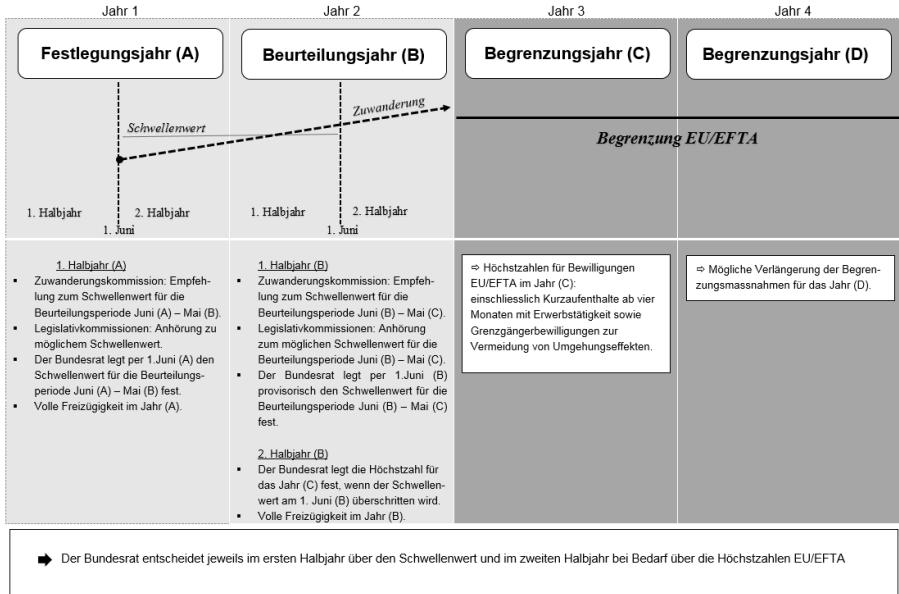 Jahr 1
Jahr 2
Jahr 3
Jahr 4
Festlegungsjahr (A)
Beurteilungsjahr (B)
Begrenzungsjahr (C)
Begrenzungsjahr (D)
Schwellenwert
Zuwanderung
Begrenzung EU/EFTA
1. Halbjahr
2. Halbjahr
1. Juni
1. Halbjahr
2. Halbjahr
1. Juni
1. Halbjahr (A)
▪ Zuwanderungskommission: Empfeh-
lung zum Schwellenwert für die
Beurteilungsperiode Juni (A) – Mai (B).
▪ Legislativkommissionen: Anhörung zu
möglichem Schwellenwert.
▪ Der Bundesrat legt per 1.Juni (A) den
Schwellenwert für die Beurteilungs-
periode Juni (A) – Mai (B) fest.
▪ Volle Freizügigkeit im Jahr (A).
1. Halbjahr (B)
▪ Zuwanderungskommission: Empfeh-
lung zum Schwellenwert für die
Beurteilungsperiode Juni (B) – Mai (C).
▪ Legislativkommissionen: Anhörung
zum möglichen Schwellenwert für die
Beurteilungsperiode Juni (B) – Mai (C).
▪ Der Bundesrat legt per 1.Juni (B)
provisorisch den Schwellenwert für die
Beurteilungsperiode Juni (B) – Mai (C)
fest.
2. Halbjahr (B)
▪ Der Bundesrat legt die Höchstzahl für
das Jahr (C) fest, wenn der Schwellen-
wert am 1. Juni (B) überschritten wird.
▪ Volle Freizügigkeit im Jahr (B).
⇨ Höchstzahlen für Bewilligungen
EU/EFTA im Jahr (C):
einschliesslich Kurzaufenthalte ab vier
Monaten mit Erwerbstätigkeit sowie
Grenzgängerbewilligungen zur
Vermeidung von Umgehungseffekten.
⇨ Mögliche Verlängerung der Begren-
zungsmassnahmen für das Jahr (D).
🡆 Der Bundesrat entscheidet jeweils im ersten Halbjahr über den Schwellenwert und im zweiten Halbjahr bei Bedarf über die Höchstzahlen EU/EFTA